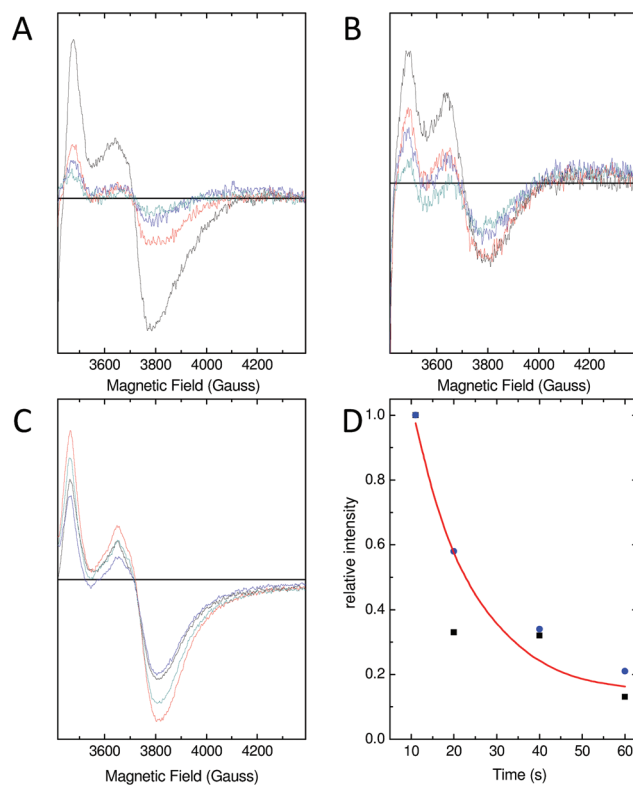 A
B
3600 3800 4000 4200
Magnetic Field (Gauss)
3600 3800 4000 4200
Magnetic Field (Gauss)
C
D
3600 3800 4000 4200
Magnetic Field (Gauss)
1.0
0.8
0.6
0.4
0.2
0.0
relative intensity
10 20 30 40 50 60
Time (s)